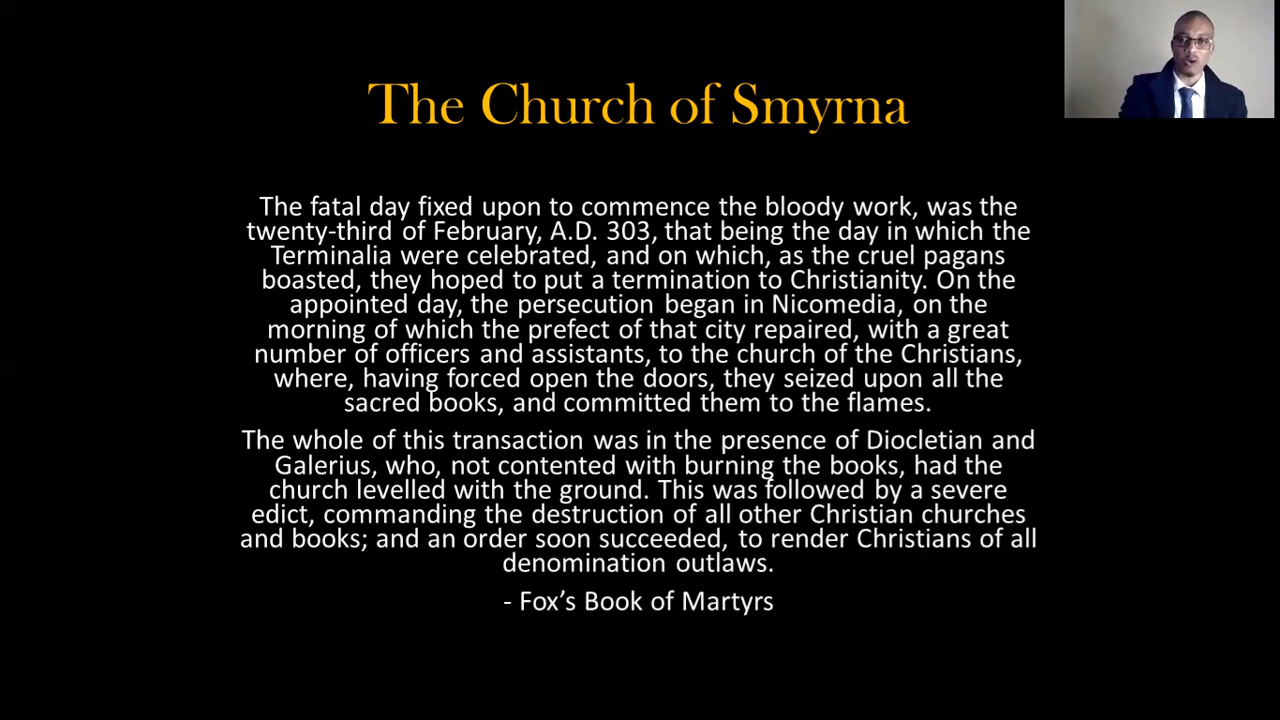 The Church of Smyrna
The fatal day fixed upon to commence the bloody work, was the
twenty-third of February, A.D. 303, that being the day in which the
Terminalia were celebrated, and on which, as the cruel pagans
boasted, they hoped to put a termination to Christianity. On the
appointed day, the persecution began in Nicomedia, on the
morning of which the prefect of that city repaired, with a great
number of officers and assistants, to the church of the Christians,
where, having forced open the doors, they seized upon all the
sacred books, and committed them to the flames.
The whole of this transaction was in the presence of Diocletian and
Galerius, who, not contented with burning the books, had the
church levelled with the ground. This was followed by a severe
edict, commanding the destruction of all other Christian churches
and books; and an order soon succeeded, to render Christians of all
denomination outlaws.
- Fox's Book of Martyrs